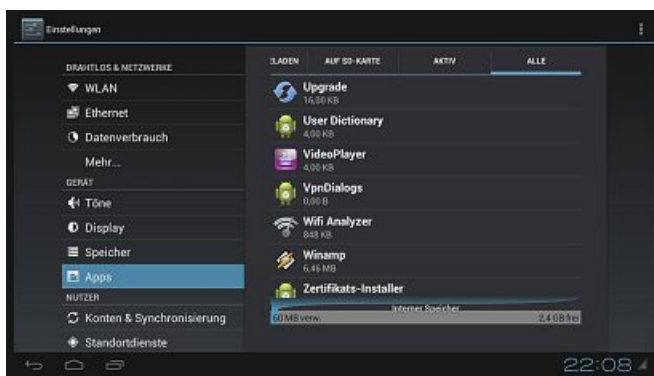 Einstellungen
DRAHTLOS & NETZWERKE
WLAN
Ethernet
Datenverbrauch
Mehr...
GERÄT
Töne
Display
Speicher
Apps
NUTZER
Konten & Synchronisierung
Standortdienste
AUF SD-KARTE
AKTIV
ALLE
Upgrade
16,00 KB
User Dictionary
4,00 KB
VideoPlayer
4,00 KB
VpnDialogs
0,00 B
Wifi Analyzer
848 KB
Winamp
6,46 MB
Zertifikats-Installer
Interner Speicher
60 MB verw.
2,4 GB frei
22:08